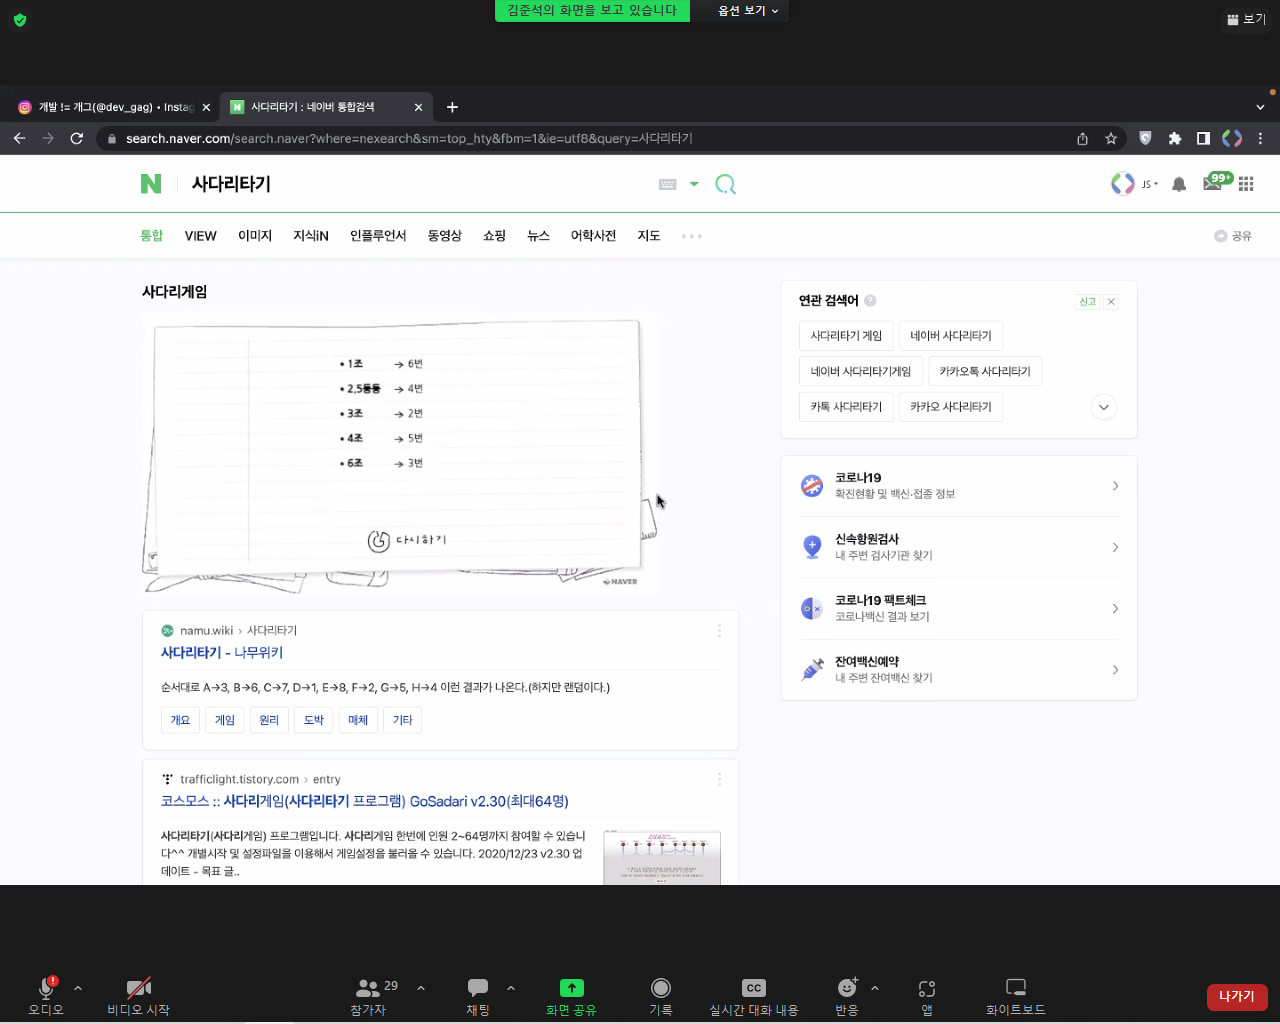 김준석의 화면을 보고 있습니다
옵션 보기
보기
개발 != 개그(@dev_gag) • Instag
사다리타기 : 네이버 통합검색
search.naver.com/search.naver?where=nexearch&sm=top_hty&fbm=1&ie=utf8&query=사다리타기
N 사다리타기
JS
99+
통합 VIEW 이미지 지식iN 인플루언서 동영상 쇼핑 뉴스 어학사전 지도
공유
사다리게임
• 1조 → 6번
• 2,5뚱뚱 → 4번
• 3조 → 2번
• 4조 → 5번
• 6조 → 3번
다시하기
NAVER
namu.wiki › 사다리타기
사다리타기 - 나무위키
순서대로 A→3, B→6, C→7, D→1, E→8, F→2, G→5, H→4 이런 결과가 나온다.(하지만 랜덤이다.)
개요 게임 원리 도박 매체 기타
trafficlight.tistory.com › entry
코스모스 :: 사다리게임(사다리타기 프로그램) GoSadari v2.30(최대64명)
사다리타기(사다리게임) 프로그램입니다. 사다리게임 한번에 인원 2~64명까지 참여할 수 있습니
다^^ 개별시작 및 설정파일을 이용해서 게임설정을 불러올 수 있습니다. 2020/12/23 v2.30 업
데이트 - 목표 글..
연관 검색어 ?
신고
사다리타기 게임 네이버 사다리타기
네이버 사다리타기게임 카카오톡 사다리타기
카톡 사다리타기 카카오 사다리타기
코로나19
확진현황 및 백신·접종 정보
신속항원검사
내 주변 검사기관 찾기
코로나19 팩트체크
코로나백신 결과 보기
잔여백신예약
내 주변 잔여백신 찾기
오디오
비디오 시작
29
참가자
채팅
화면 공유
기록
CC
실시간 대화 내용
반응
앱
화이트보드
나가기